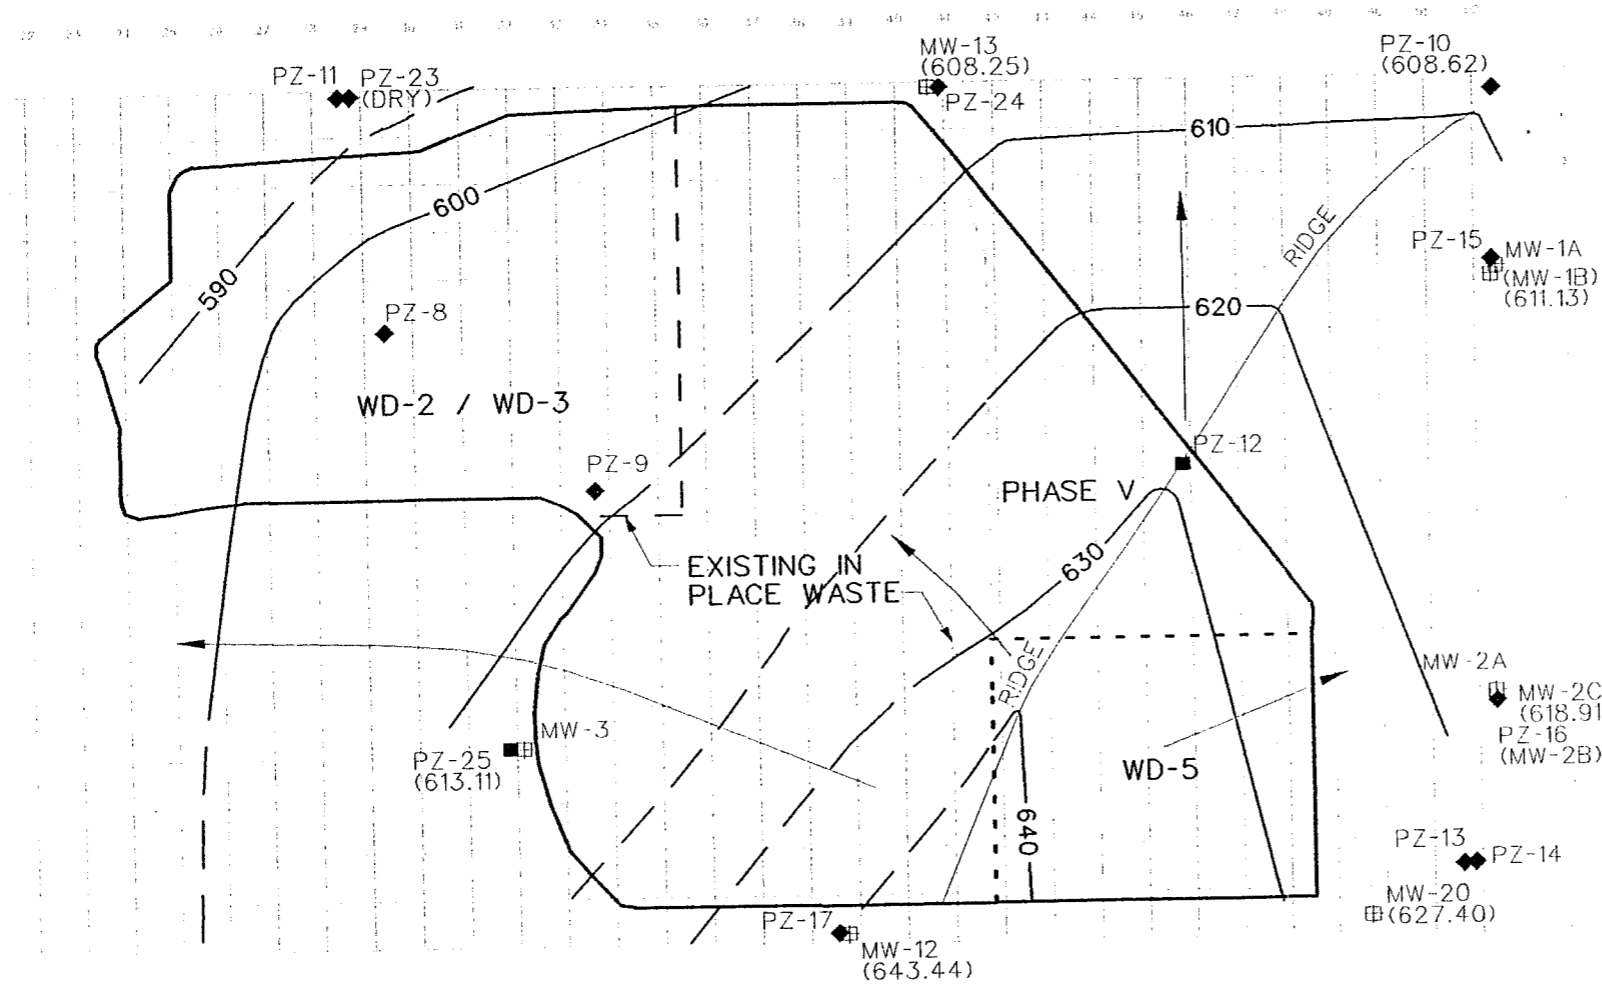 MW-13
(608.25)
PZ-24
PZ-10
(608.62)
PZ-11
PZ-23
(DRY)
610
600
RIDGE
PZ-15
MW-1A
(MW-1B)
(611.13)
590
620
PZ-8
WD-2 / WD-3
PZ-12
PZ-9
PHASE V
EXISTING IN
PLACE WASTE
630
RIDGE
MW-2A
MW-2C
(618.91
PZ-16
(MW-2B)
MW-3
PZ-25
(613.11)
WD-5
640
PZ-13
PZ-14
MW-20
(627.40)
PZ-17
MW-12
(643.44)